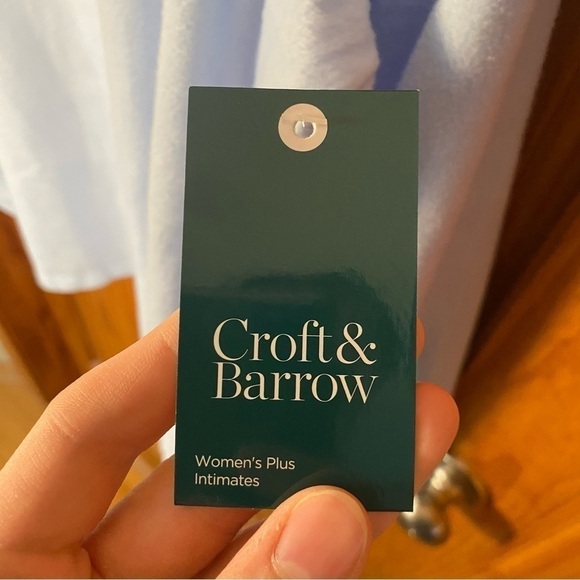 Croft &
Barrow
Women's Plus
Intimates